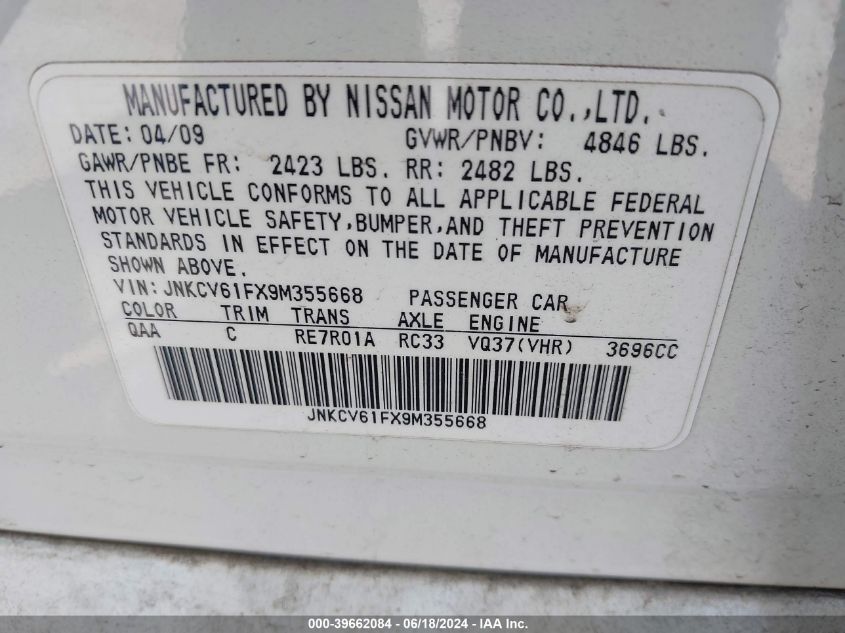 MANUFACTURED BY NISSAN MOTOR CO.,LTD.
DATE: 04/09 GVWR/PNBV: 4846 LBS.
GAWR/PNBE FR: 2423 LBS. RR: 2482 LBS.
THIS VEHICLE CONFORMS TO ALL APPLICABLE FEDERAL
MOTOR VEHICLE SAFETY,BUMPER,AND THEFT PREVENTION
STANDARDS IN EFFECT ON THE DATE OF MANUFACTURE
SHOWN ABOVE.
VIN: JNKCV61FX9M355668 PASSENGER CAR
COLOR TRIM TRANS AXLE ENGINE
QAA C RE7R01A RC33 VQ37(VHR) 3696CC
JNKCV61FX9M355668
000-39662084 - 06/18/2024 - IAA Inc.